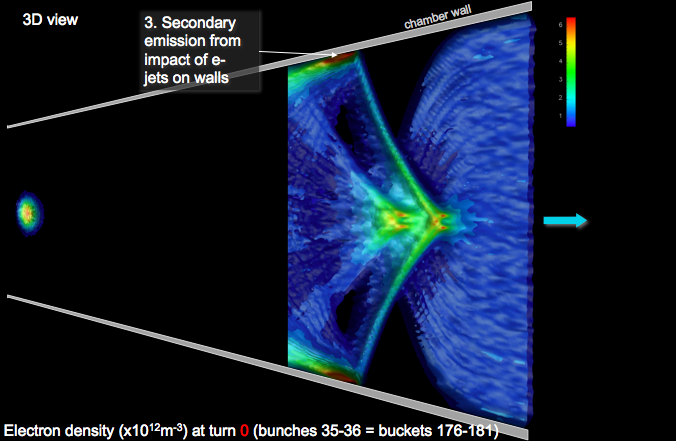 3D view
3. Secondary
emission from
impact of e-
jets on walls
chamber wall
6
5
4
3
2
1
Electron density (x10¹²m⁻³) at turn 0 (bunches 35-36 = buckets 176-181)